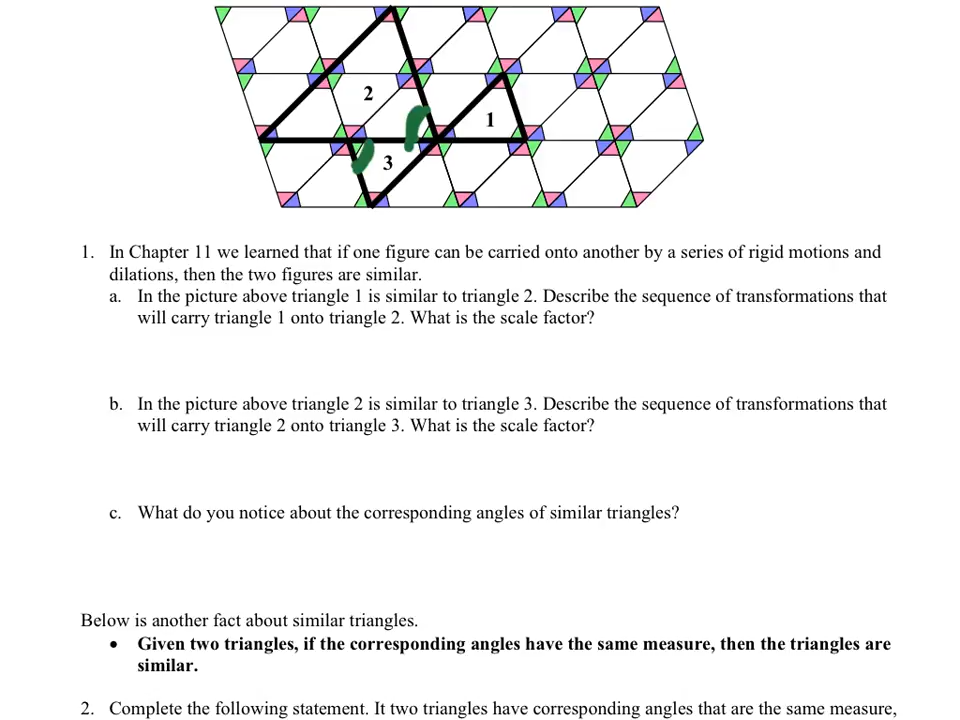 2
1
3
1. In Chapter 11 we learned that if one figure can be carried onto another by a series of rigid motions and
dilations, then the two figures are similar.
a. In the picture above triangle 1 is similar to triangle 2. Describe the sequence of transformations that
will carry triangle 1 onto triangle 2. What is the scale factor?
b. In the picture above triangle 2 is similar to triangle 3. Describe the sequence of transformations that
will carry triangle 2 onto triangle 3. What is the scale factor?
c. What do you notice about the corresponding angles of similar triangles?
Below is another fact about similar triangles.
• Given two triangles, if the corresponding angles have the same measure, then the triangles are
similar.
2. Complete the following statement. It two triangles have corresponding angles that are the same measure,